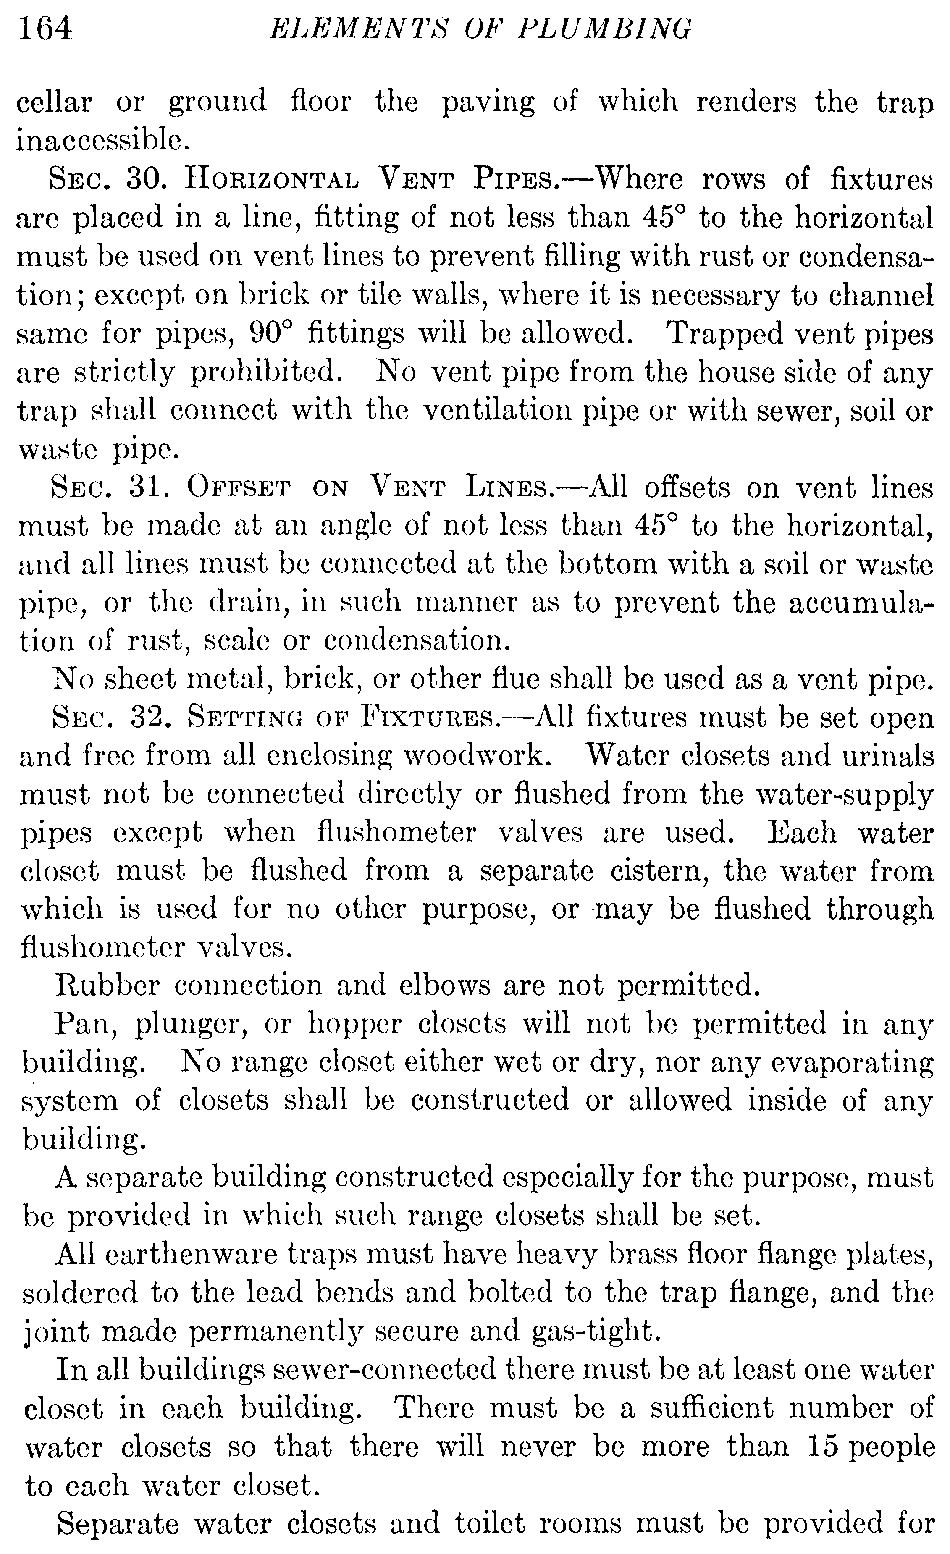 164 ELEMENTS OF PLUMBING
cellar or ground floor the paving of which renders the trap
inaccessible.
SEC. 30. HORIZONTAL VENT PIPES.—Where rows of fixtures
are placed in a line, fitting of not less than 45° to the horizontal
must be used on vent lines to prevent filling with rust or condensa-
tion; except on brick or tile walls, where it is necessary to channel
same for pipes, 90° fittings will be allowed. Trapped vent pipes
are strictly prohibited. No vent pipe from the house side of any
trap shall connect with the ventilation pipe or with sewer, soil or
waste pipe.
SEC. 31. OFFSET ON VENT LINES.—All offsets on vent lines
must be made at an angle of not less than 45° to the horizontal,
and all lines must be connected at the bottom with a soil or waste
pipe, or the drain, in such manner as to prevent the accumula-
tion of rust, scale or condensation.
No sheet metal, brick, or other flue shall be used as a vent pipe.
SEC. 32. SETTING OF FIXTURES.—All fixtures must be set open
and free from all enclosing woodwork. Water closets and urinals
must not be connected directly or flushed from the water-supply
pipes except when flushometer valves are used. Each water
closet must be flushed from a separate cistern, the water from
which is used for no other purpose, or may be flushed through
flushometer valves.
Rubber connection and elbows are not permitted.
Pan, plunger, or hopper closets will not be permitted in any
building. No range closet either wet or dry, nor any evaporating
system of closets shall be constructed or allowed inside of any
building.
A separate building constructed especially for the purpose, must
be provided in which such range closets shall be set.
All earthenware traps must have heavy brass floor flange plates,
soldered to the lead bends and bolted to the trap flange, and the
joint made permanently secure and gas-tight.
In all buildings sewer-connected there must be at least one water
closet in each building. There must be a sufficient number of
water closets so that there will never be more than 15 people
to each water closet.
Separate water closets and toilet rooms must be provided for